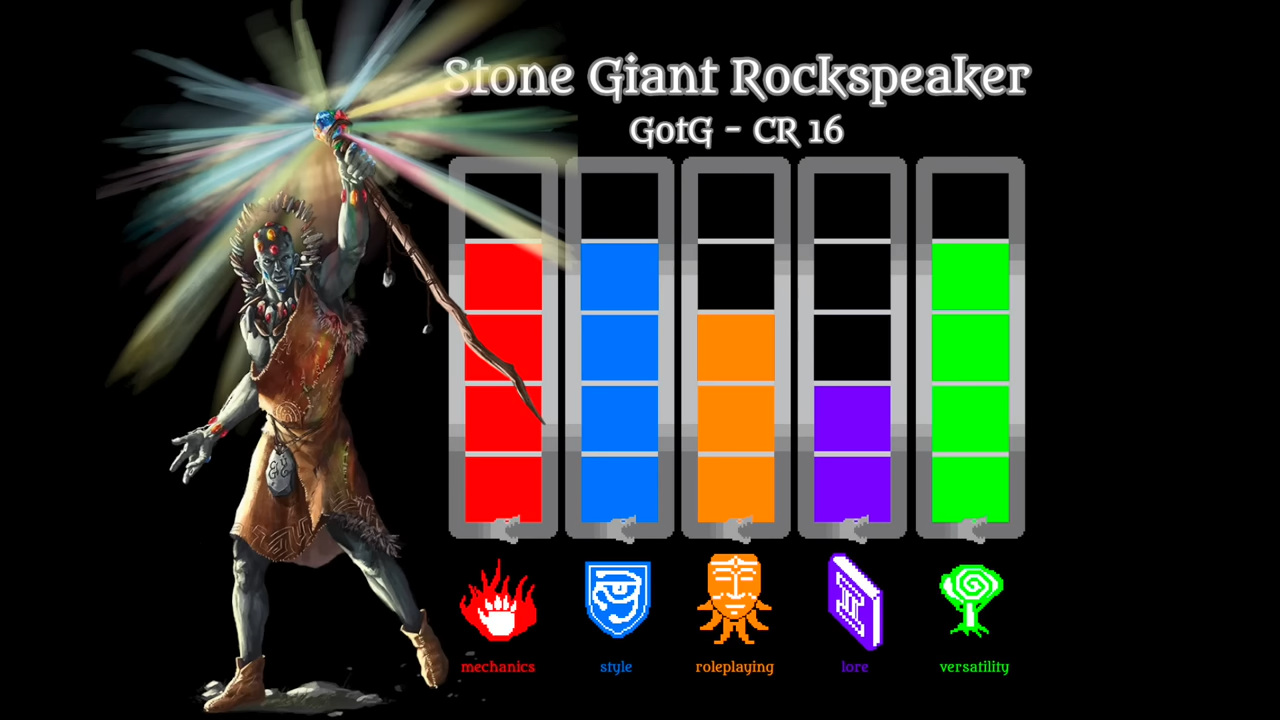 Stone Giant Rockspeaker
GotG - CR 16
mechanics
style
roleplaying
lore
versatility